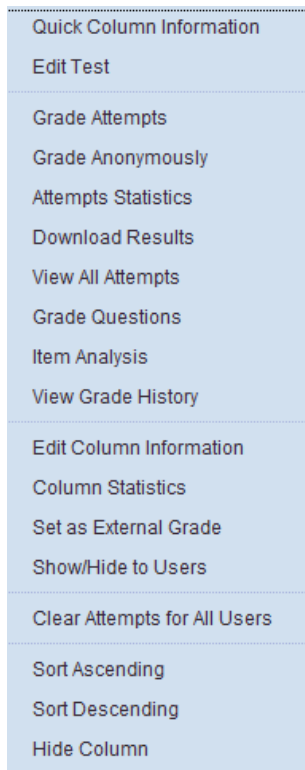 Quick Column Information
Edit Test
Grade Attempts
Grade Anonymously
Attempts Statistics
Download Results
View All Attempts
Grade Questions
Item Analysis
View Grade History
Edit Column Information
Column Statistics
Set as External Grade
Show/Hide to Users
Clear Attempts for All Users
Sort Ascending
Sort Descending
Hide Column